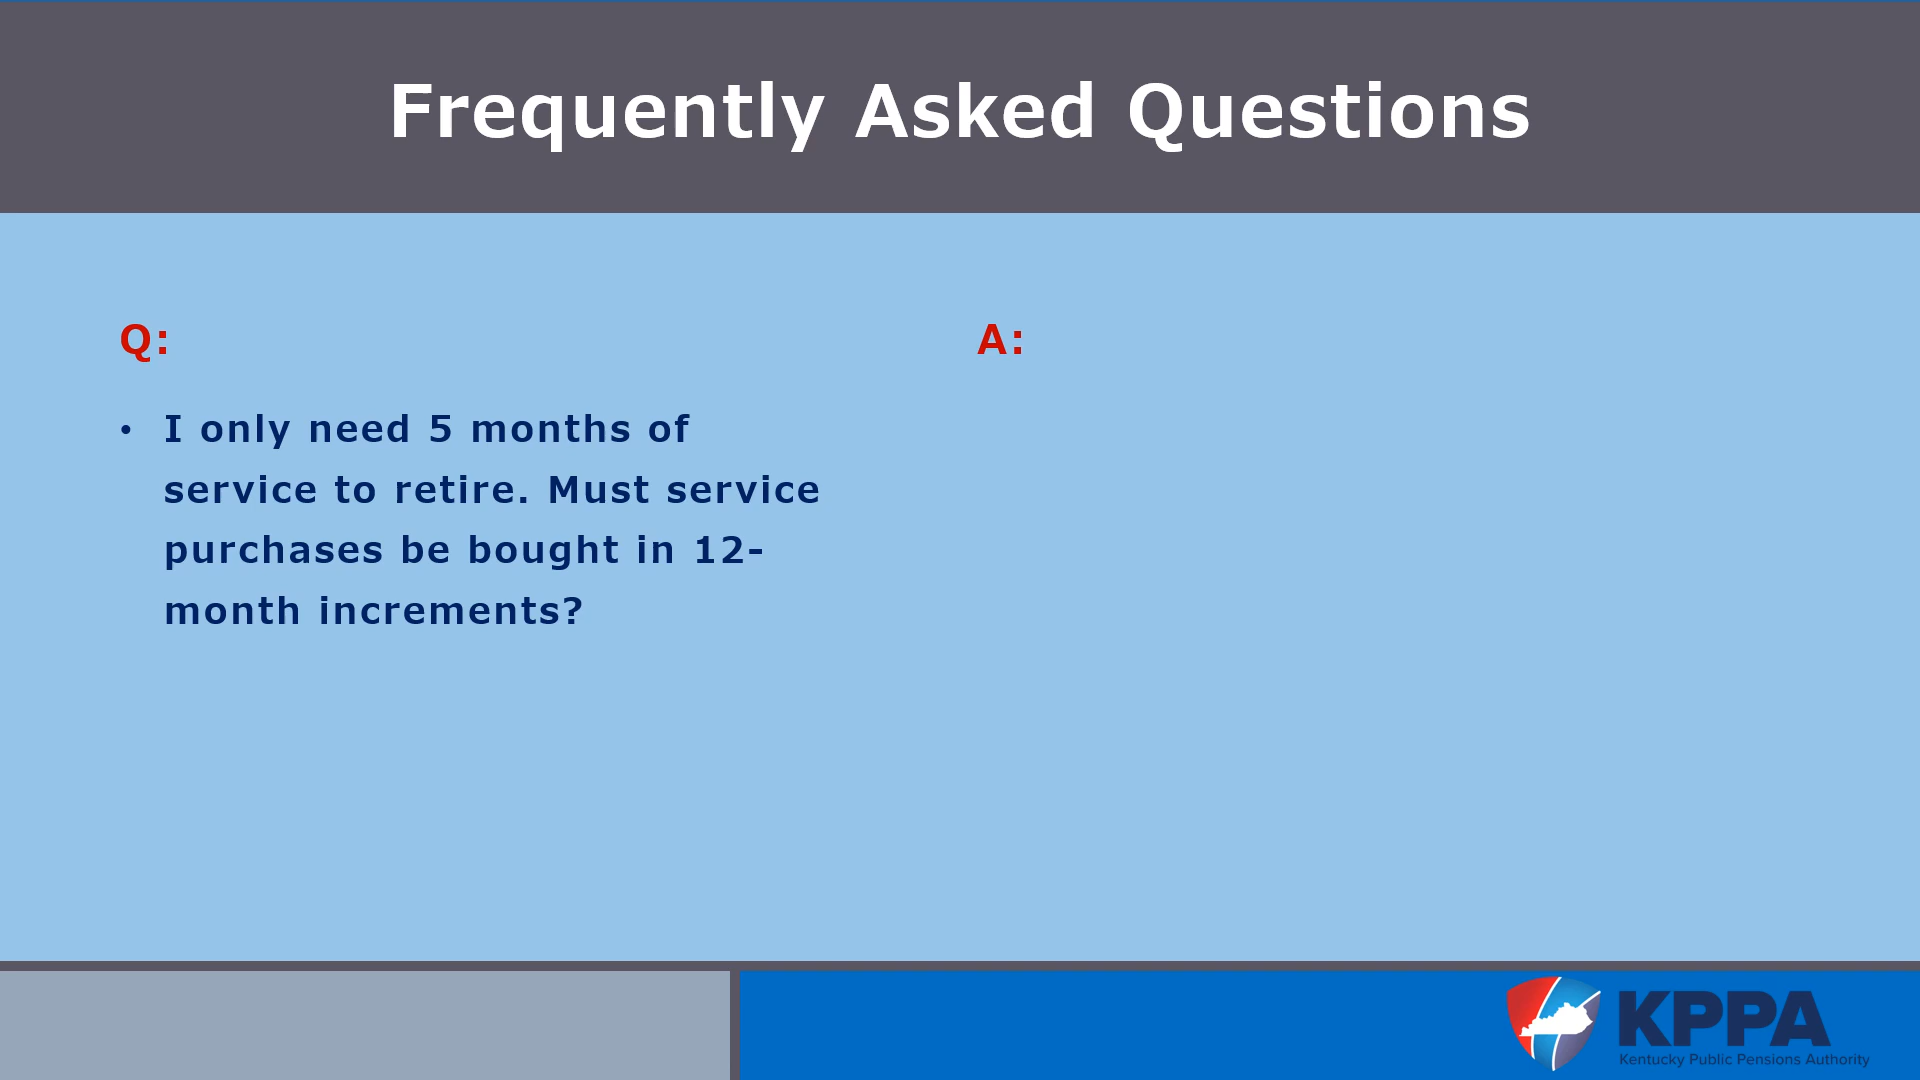 Frequently Asked Questions
Q:
• I only need 5 months of
service to retire. Must service
purchases be bought in 12-
month increments?
A:
KPPA
Kentucky Public Pensions Authority